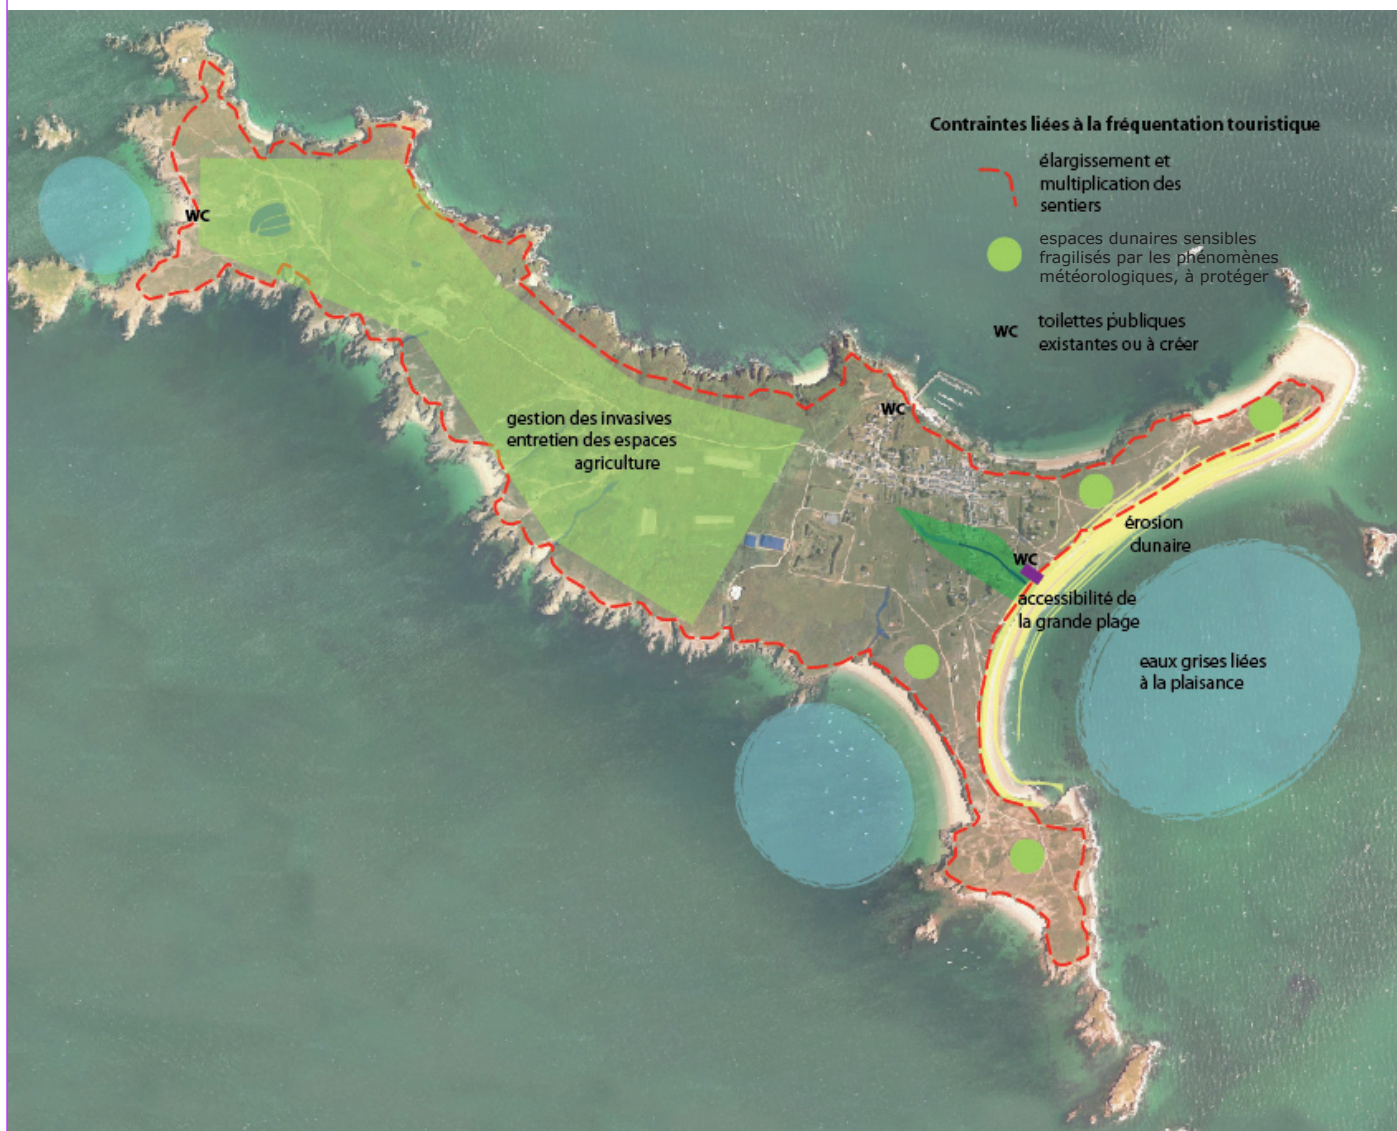 Contraintes liées à la fréquentation touristique
élargissement et
multiplication des
sentiers
espaces dunaires sensibles
fragilisés par les phénomènes
météorologiques, à protéger
WC
toilettes publiques
existantes ou à créer
WC
WC
gestion des invasives
entretien des espaces
agriculture
érosion
dunaire
WC
accessibilité de
la grande plage
eaux grises liées
à la plaisance